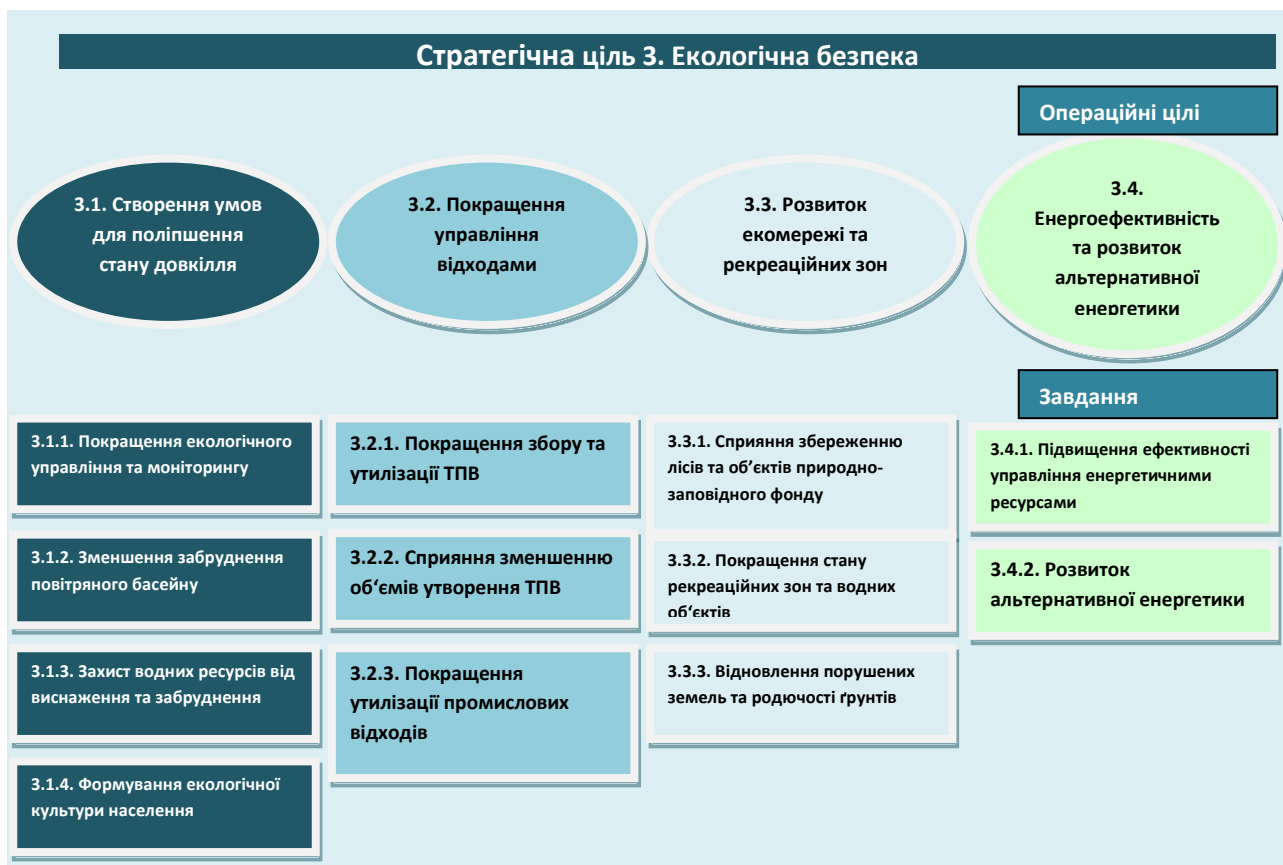 Стратегічна ціль 3. Екологічна безпека
Операційні цілі
3.1. Створення умов
для поліпшення
стану довкілля
3.2. Покращення
управління
відходами
3.3. Розвиток
екомережі та
рекреаційних зон
3.4.
Енергоефективність
та розвиток
альтернативної
енергетики
Завдання
3.1.1. Покращення екологічного
управління та моніторингу
3.1.2. Зменшення забруднення
повітряного басейну
3.1.3. Захист водних ресурсів від
виснаження та забруднення
3.1.4. Формування екологічної
культури населення
3.2.1. Покращення збору та
утилізації ТПВ
3.2.2. Сприяння зменшенню
об‘ємів утворення ТПВ
3.2.3. Покращення
утилізації промислових
відходів
3.3.1. Сприяння збереженню
лісів та об’єктів природно-
заповідного фонду
3.3.2. Покращення стану
рекреаційних зон та водних
об‘єктів
3.3.3. Відновлення порушених
земель та родючості ґрунтів
3.4.1. Підвищення ефективності
управління енергетичними
ресурсами
3.4.2. Розвиток
альтернативної енергетики